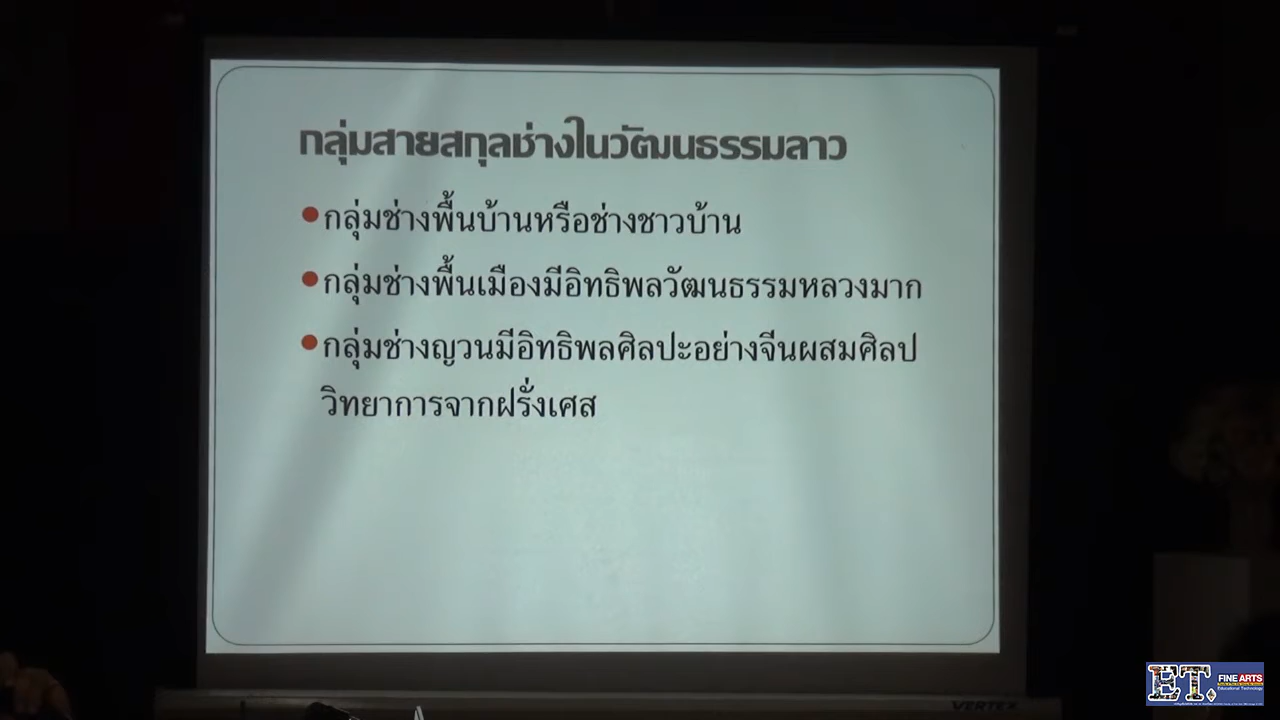 กลุ่มสายสกุลช่างในวัฒนธรรมลาว
กลุ่มช่างพื้นบ้านหรือช่างชาวบ้าน
กลุ่มช่างพื้นเมืองมีอิทธิพลวัฒนธรรมหลวงมาก
กลุ่มช่างญวนมีอิทธิพลศิลปะอย่างจีนผสมศิลป
วิทยาการจากฝรั่งเศส
ET.
FINE ARTS
Educational Technology
VERTEX